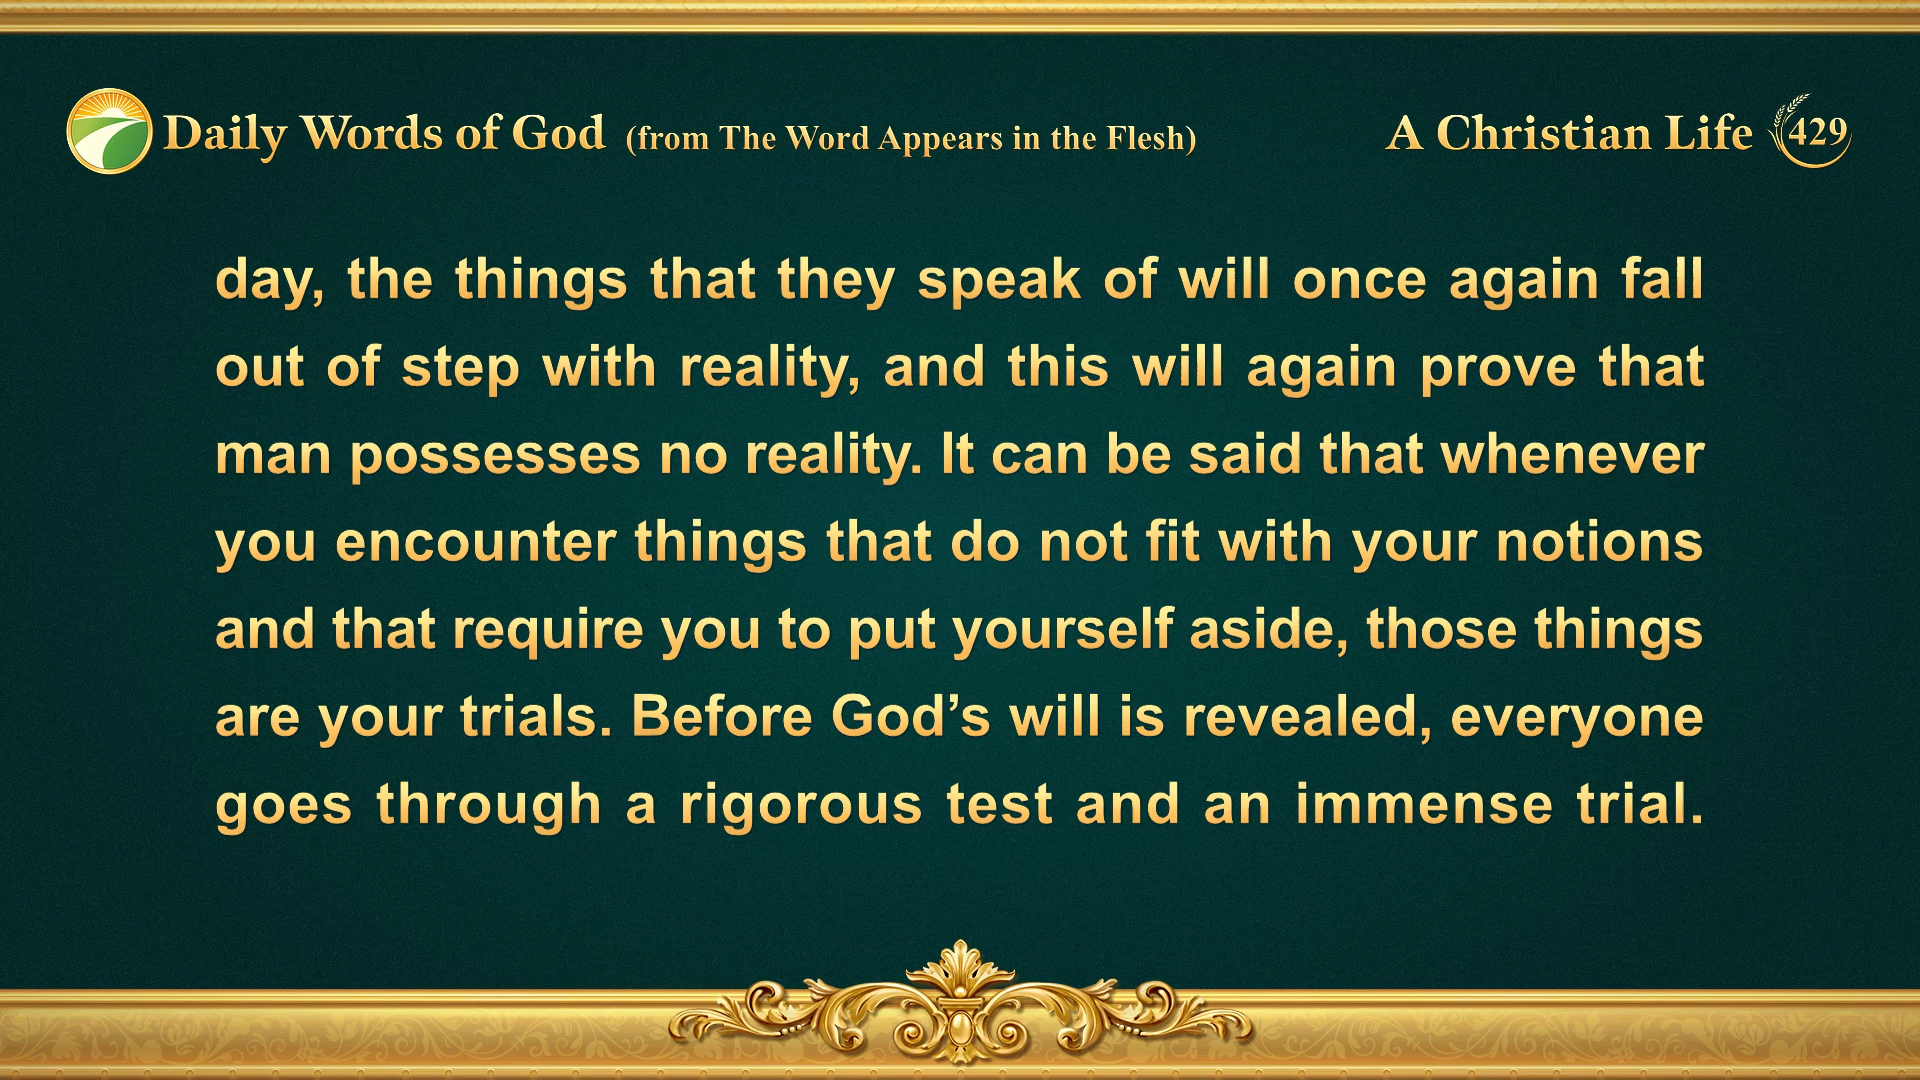 Daily Words of God (from The Word Appears in the Flesh) A Christian Life 429
day, the things that they speak of will once again fall
out of step with reality, and this will again prove that
man possesses no reality. It can be said that whenever
you encounter things that do not fit with your notions
and that require you to put yourself aside, those things
are your trials. Before God’s will is revealed, everyone
goes through a rigorous test and an immense trial.